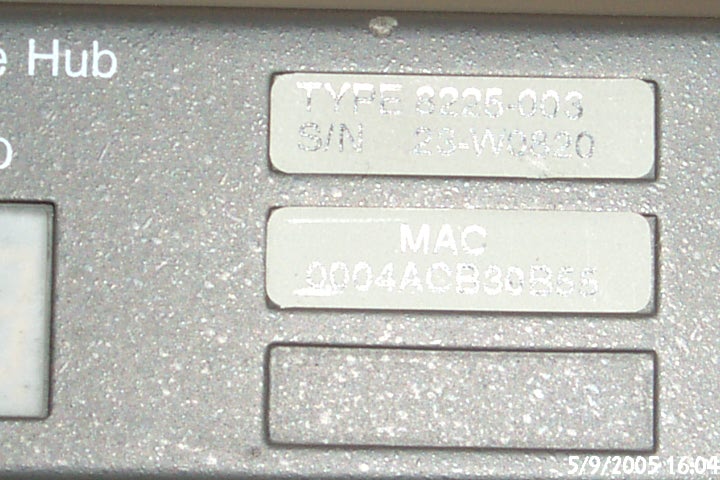 e Hub
TYPE 8225-003
S/N 23-W0820
MAC
0004ACB30B55
5/9/2005 16:04